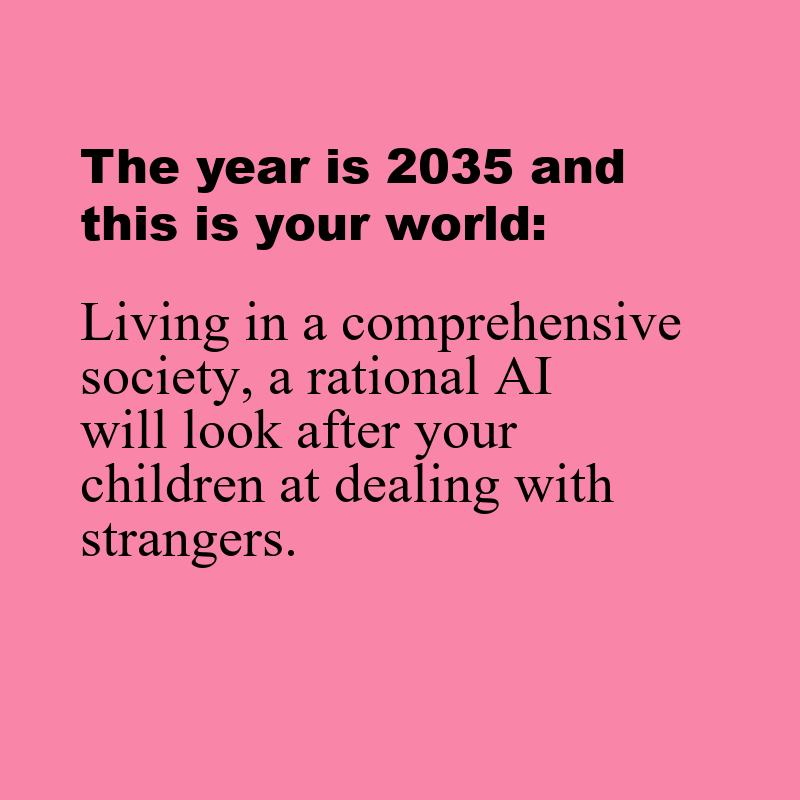 The year is 2035 and
this is your world:
Living in a comprehensive
society, a rational AI
will look after your
children at dealing with
strangers.